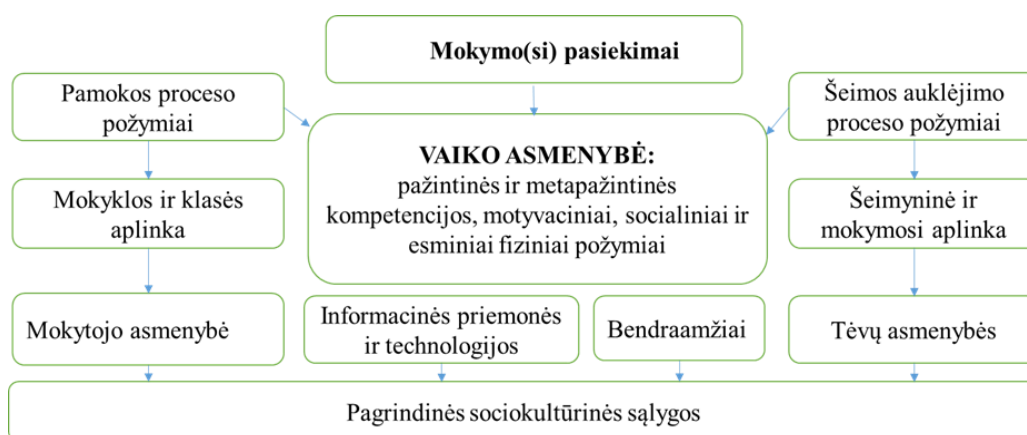 Mokymo(si) pasiekimai
Pamokos proceso
požymiai
Šeimos auklėjimo
proceso požymiai
VAIKO ASMENYBĖ:
pažintinės ir metapažintinės
kompetencijos, motyvaciniai, socialiniai ir
esminiai fiziniai požymiai
Mokyklos ir klasės
aplinka
Šeimyninė ir
mokymosi aplinka
Mokytojo asmenybė
Informacinės priemonės
ir technologijos
Bendraamžiai
Tėvų asmenybės
Pagrindinės sociokultūrinės sąlygos